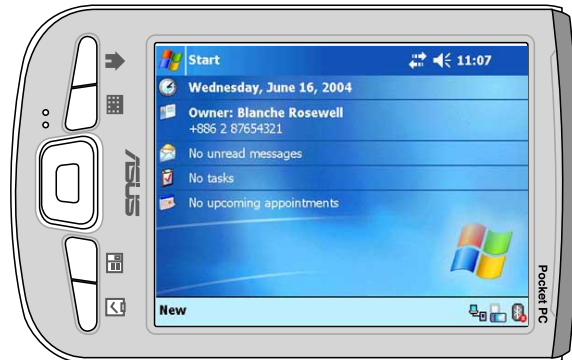 Start 11:07
Wednesday, June 16, 2004
Owner: Blanche Rosewell
+886 2 87654321
No unread messages
No tasks
No upcoming appointments
New
ASUS
Pocket PC